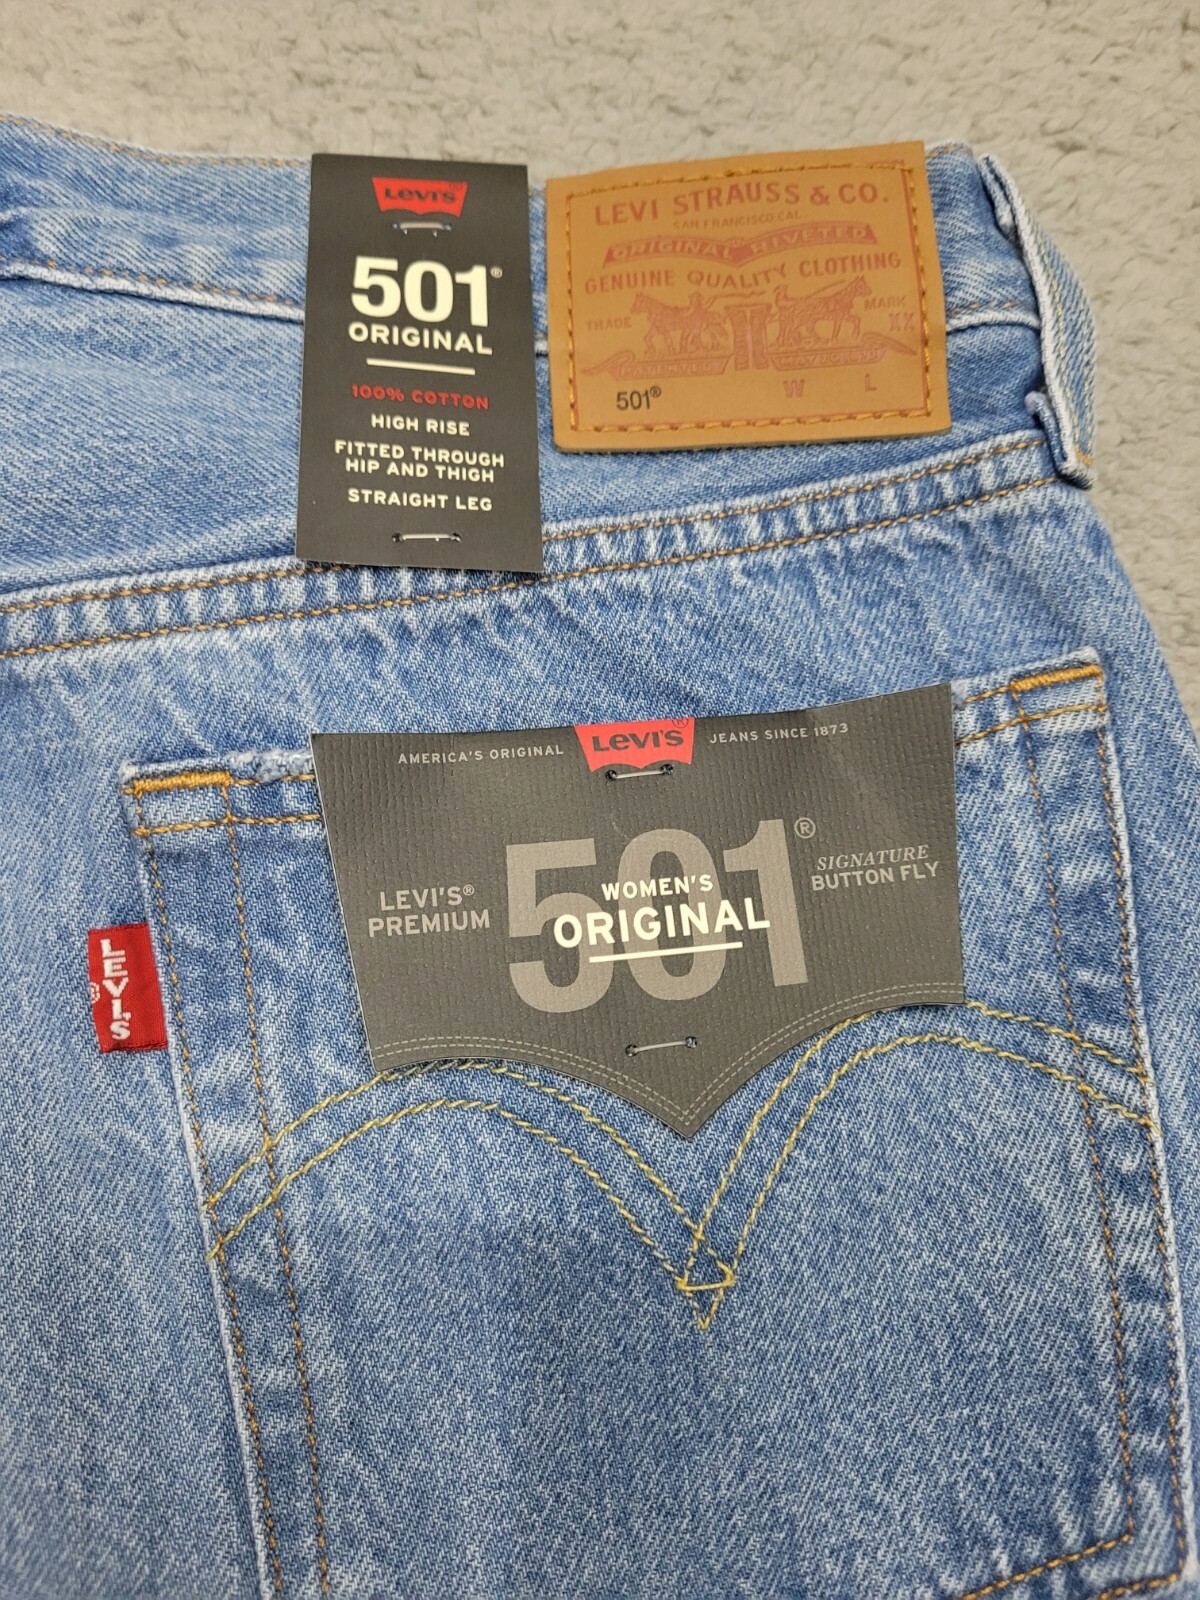 Levi's®
501®
ORIGINAL
100% COTTON
HIGH RISE
FITTED THROUGH
HIP AND THIGH
STRAIGHT LEG
LEVI STRAUSS & CO.
SAN FRANCISCO, CAL.
ORIGINAL RIVETED
GENUINE QUALITY CLOTHING
TRADE MARK
XX
501® W L
AMERICA'S ORIGINAL Levi's® JEANS SINCE 1873
501®
LEVI'S®
PREMIUM
WOMEN'S
ORIGINAL
SIGNATURE
BUTTON FLY
LEVI'S
®